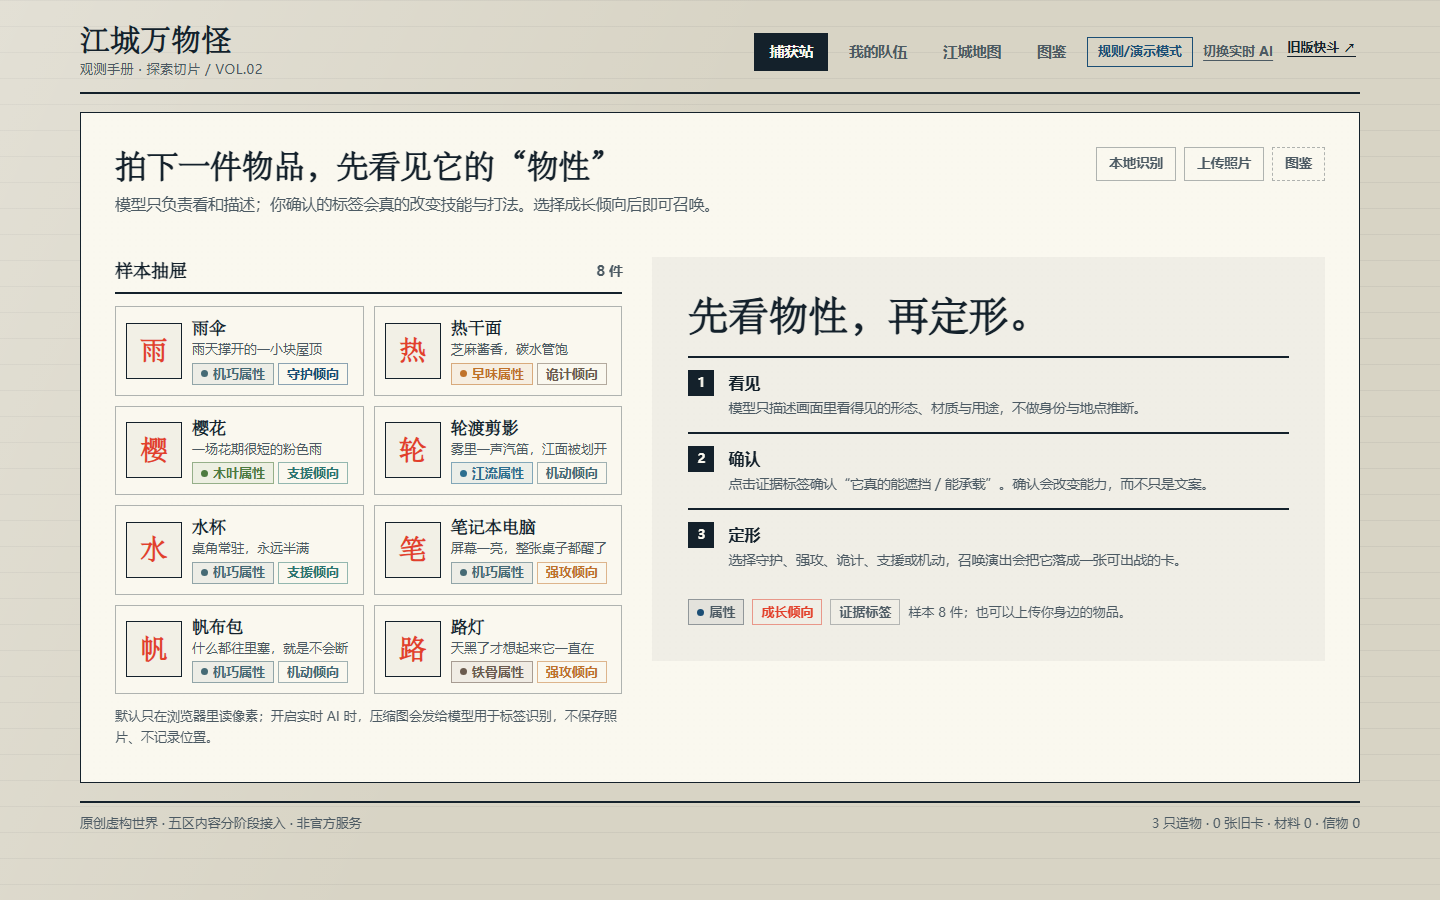 江城万物怪
观测手册 · 探索切片 / VOL.02
捕获站
我的队伍
江城地图
图鉴
规则/演示模式
切换实时 AI
旧版快斗 ↗
拍下一件物品，先看见它的“物性”
模型只负责看和描述；你确认的标签会真的改变技能与打法。选择成长倾向后即可召唤。
本地识别
上传照片
图鉴
样本抽屉
8 件
雨
雨伞
雨天撑开的一小块屋顶
机巧属性
守护倾向
热
热干面
芝麻酱香，碳水管饱
早味属性
诡计倾向
樱
樱花
一场花期很短的粉色雨
木叶属性
支援倾向
轮
轮渡剪影
雾里一声汽笛，江面被划开
江流属性
机动倾向
水
水杯
桌角常驻，永远半满
机巧属性
支援倾向
笔
笔记本电脑
屏幕一亮，整张桌子都醒了
机巧属性
强攻倾向
帆
帆布包
什么都往里塞，就是不会断
机巧属性
机动倾向
路
路灯
天黑了才想起来它一直在
铁骨属性
强攻倾向
默认只在浏览器里读像素；开启实时 AI 时，压缩图会发给模型用于标签识别，不保存照
片、不记录位置。
先看物性，再定形。
1
看见
模型只描述画面里看得见的形态、材质与用途，不做身份与地点推断。
2
确认
点击证据标签确认“它真的能遮挡 / 能承载”。确认会改变能力，而不只是文案。
3
定形
选择守护、强攻、诡计、支援或机动，召唤演出会把它落成一张可出战的卡。
属性
成长倾向
证据标签
样本 8 件；也可以上传你身边的物品。
原创虚构世界 · 五区内容分阶段接入 · 非官方服务
3 只造物 · 0 张旧卡 · 材料 0 · 信物 0